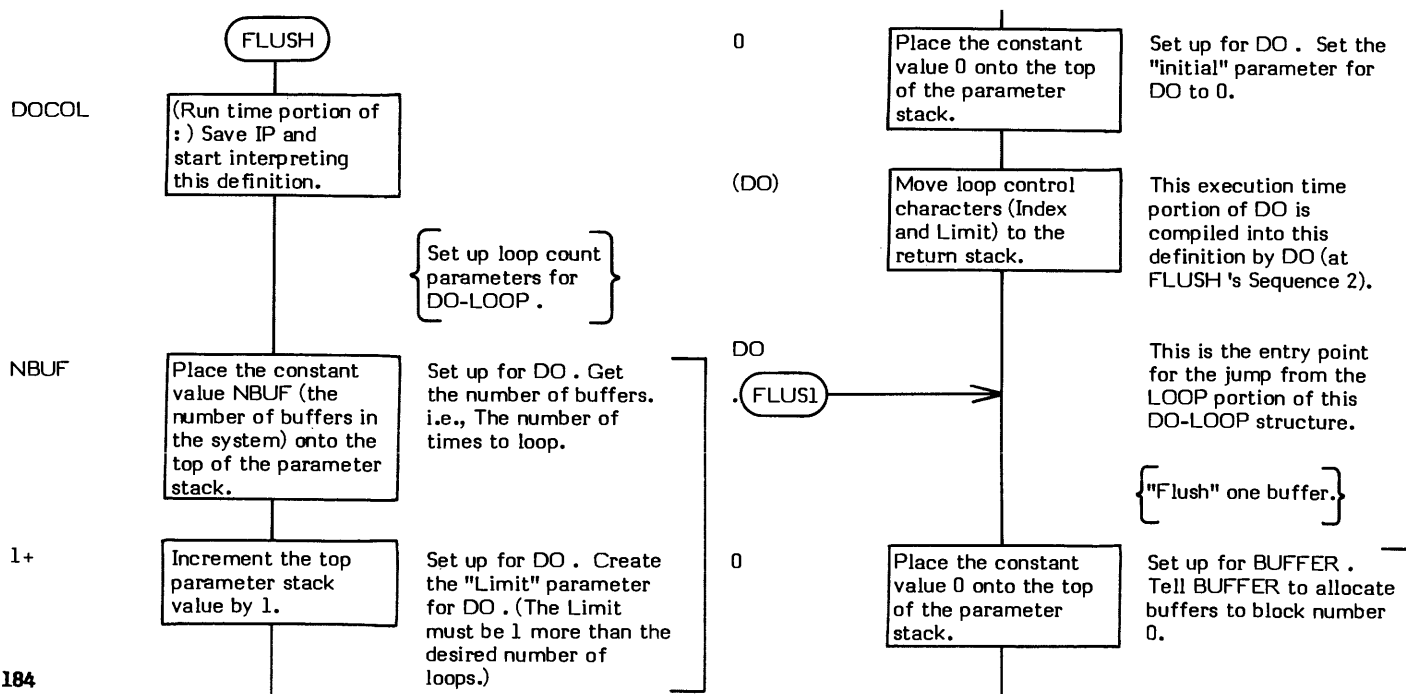 FLUSH
DOCOL
(Run time portion of
: ) Save IP and
start interpreting
this definition.
Set up loop count
parameters for
DO-LOOP .
NBUF
Place the constant
value NBUF (the
number of buffers in
the system) onto the
top of the parameter
stack.
Set up for DO . Get
the number of buffers.
i.e., The number of
times to loop.
1+
Increment the top
parameter stack
value by 1.
Set up for DO . Create
the "Limit" parameter
for DO . (The Limit
must be 1 more than the
desired number of
loops.)
184
0
Place the constant
value 0 onto the top
of the parameter
stack.
Set up for DO . Set the
"initial" parameter for
DO to 0.
(DO)
Move loop control
characters (Index
and Limit) to the
return stack.
This execution time
portion of DO is
compiled into this
definition by DO (at
FLUSH 's Sequence 2).
DO
. FLUS1
This is the entry point
for the jump from the
LOOP portion of this
DO-LOOP structure.
"Flush" one buffer.
0
Place the constant
value 0 onto the top
of the parameter
stack.
Set up for BUFFER .
Tell BUFFER to allocate
buffers to block number
0.